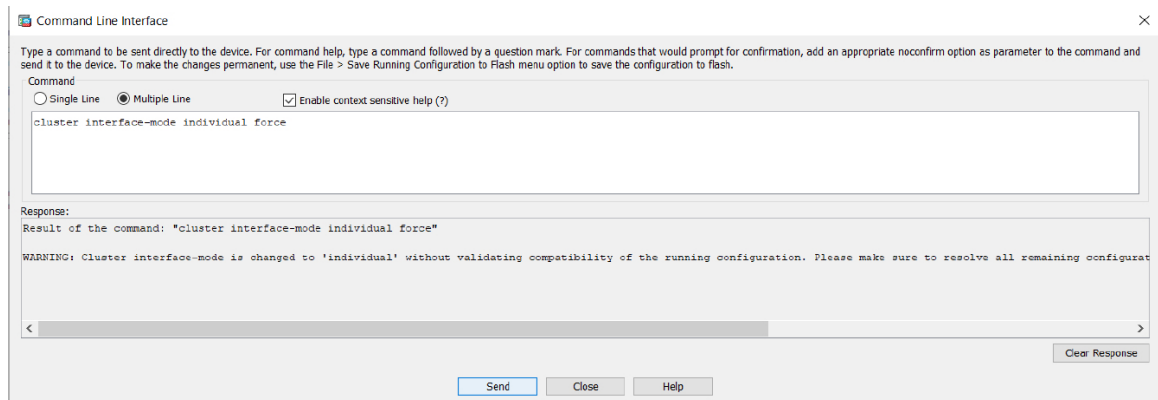 Command Line Interface
Type a command to be sent directly to the device. For command help, type a command followed by a question mark. For commands that would prompt for confirmation, add an appropriate noconfirm option as parameter to the command and
send it to the device. To make the changes permanent, use the File > Save Running Configuration to Flash menu option to save the configuration to flash.
Command
Single Line Multiple Line Enable context sensitive help (?)
cluster interface-mode individual force
Response:
Result of the command: "cluster interface-mode individual force"
WARNING: Cluster interface-mode is changed to 'individual' without validating compatibility of the running configuration. Please make sure to resolve all remaining configurat
Clear Response
Send Close Help